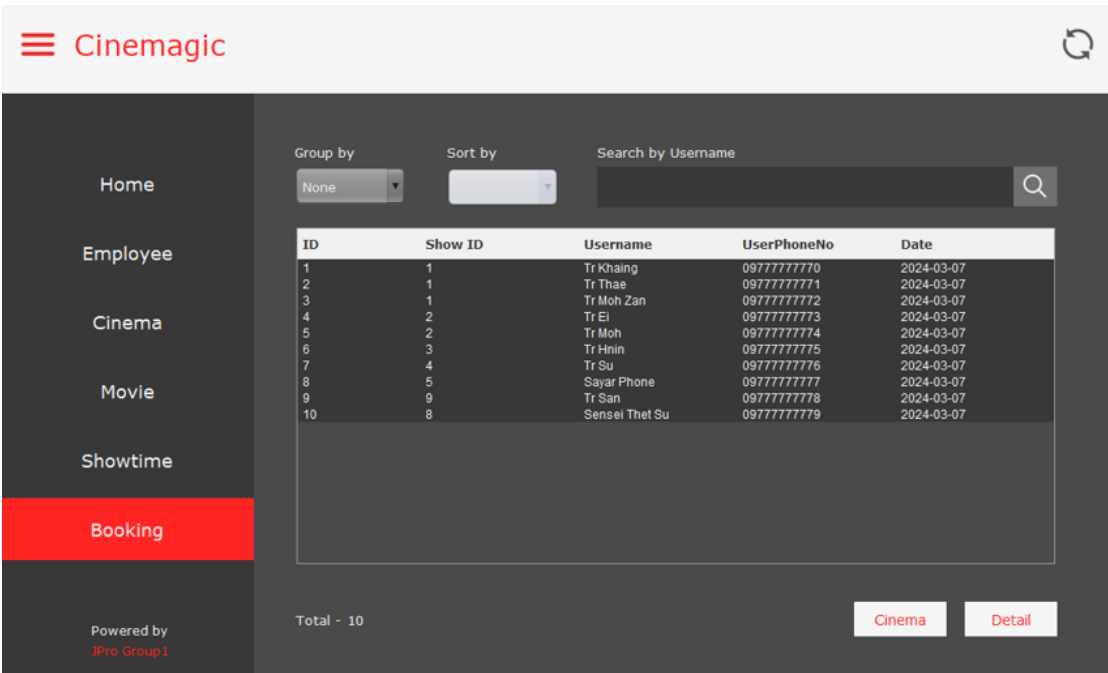 Cinemagic
Home
Employee
Cinema
Movie
Showtime
Booking
Powered by
JPro Group1
Group by Sort by Search by Username
None
ID Show ID Username UserPhoneNo Date
1 1 Tr Khaing 09777777770 2024-03-07
2 1 Tr Thae 09777777771 2024-03-07
3 1 Tr Moh Zan 09777777772 2024-03-07
4 2 Tr Ei 09777777773 2024-03-07
5 2 Tr Moh 09777777774 2024-03-07
6 3 Tr Hnin 09777777775 2024-03-07
7 4 Tr Su 09777777776 2024-03-07
8 5 Sayar Phone 09777777777 2024-03-07
9 9 Tr San 09777777778 2024-03-07
10 8 Sensei Thet Su 09777777779 2024-03-07
Total - 10 Cinema Detail